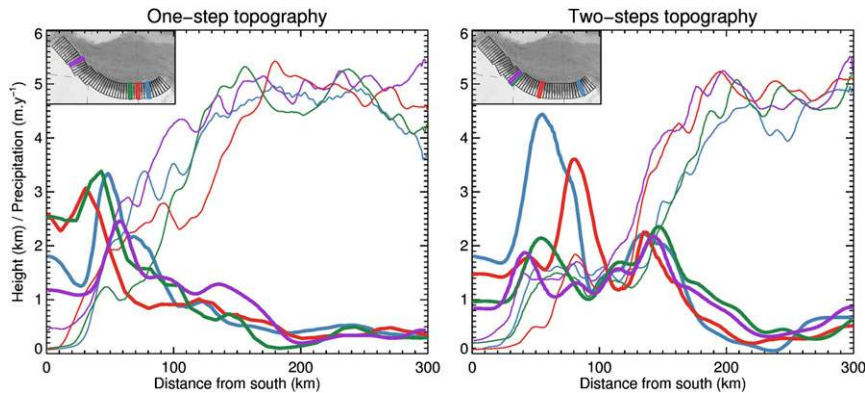 One−step topography
Two−steps topography
Height (km) / Precipitation (m.y⁻¹)
6
5
4
3
2
1
0
6
5
4
3
2
1
0
0 100 200 300
0 100 200 300
Distance from south (km)
Distance from south (km)